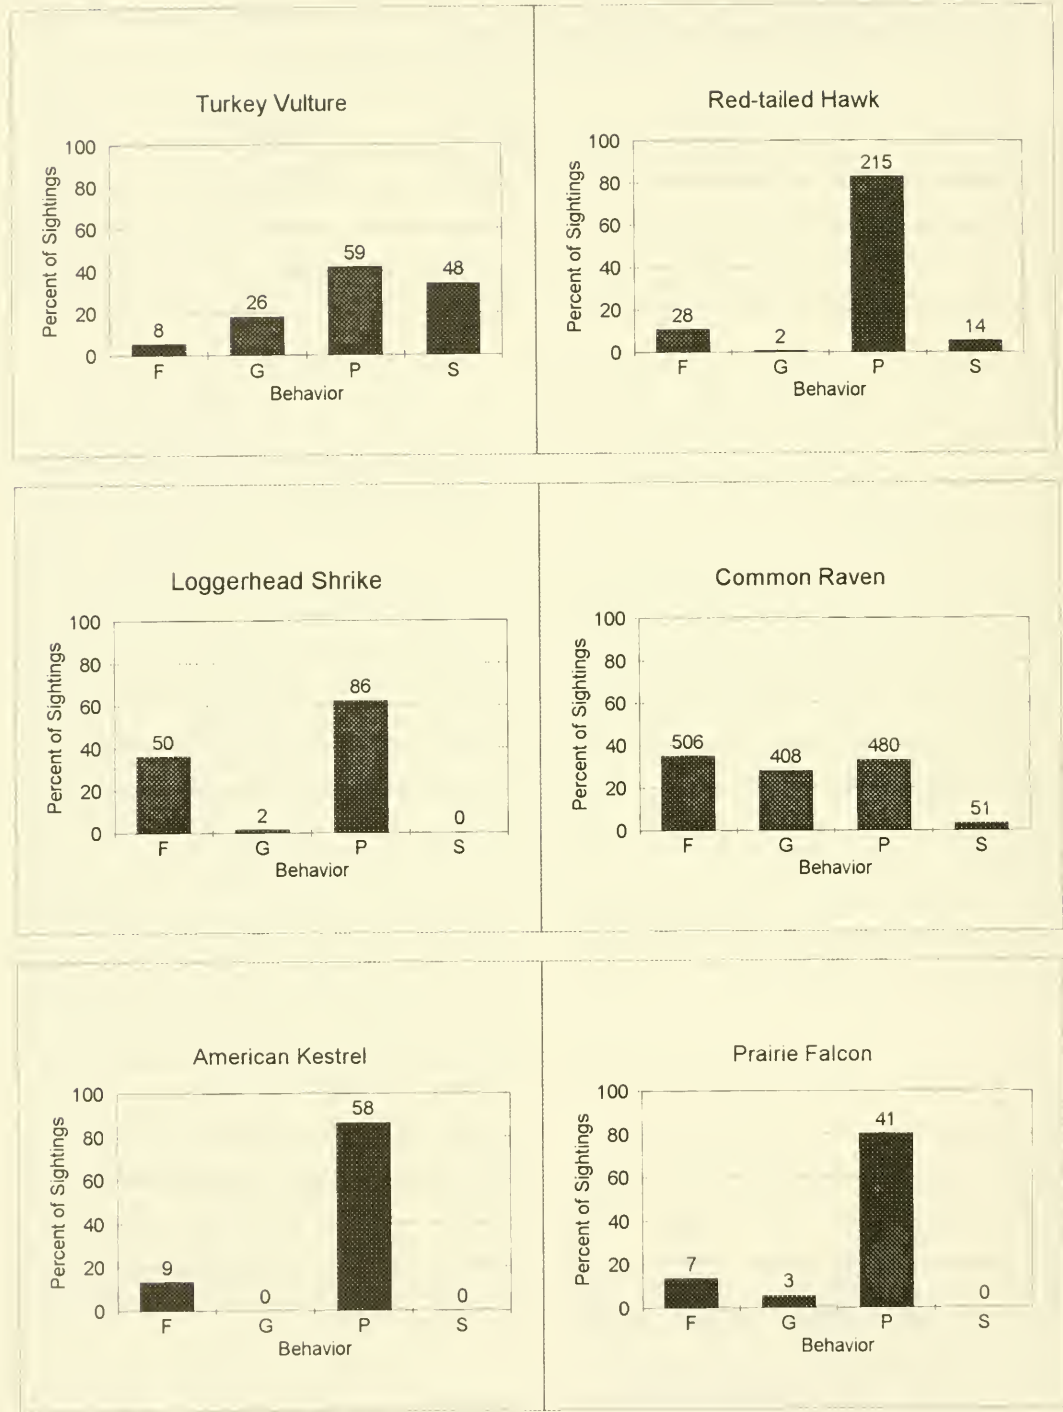 Turkey Vulture
Percent of Sightings
100
80
60
40
20
0
8
26
59
48
F G P S
Behavior
Red-tailed Hawk
Percent of Sightings
100
80
60
40
20
0
28
2
215
14
F G P S
Behavior
Loggerhead Shrike
Percent of Sightings
100
80
60
40
20
0
50
2
86
0
F G P S
Behavior
Common Raven
Percent of Sightings
100
80
60
40
20
0
506
408
480
51
F G P S
Behavior
American Kestrel
Percent of Sightings
100
80
60
40
20
0
9
0
58
0
F G P S
Behavior
Prairie Falcon
Percent of Sightings
100
80
60
40
20
0
7
3
41
0
F G P S
Behavior